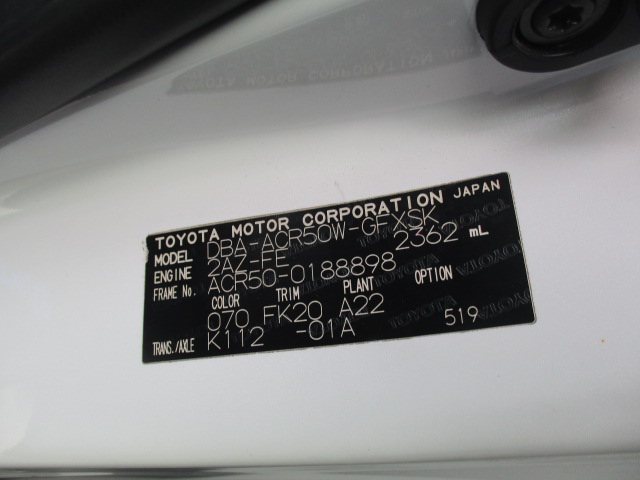 TOYOTA MOTOR CORPORATION JAPAN
MODEL DBA-ACR50W-GFXSK
ENGINE 2AZ-FE 2362 mL
FRAME No. ACR50-0188898
COLOR TRIM PLANT OPTION
070 FK20 A22
TRANS./AXLE K112 -01A 519